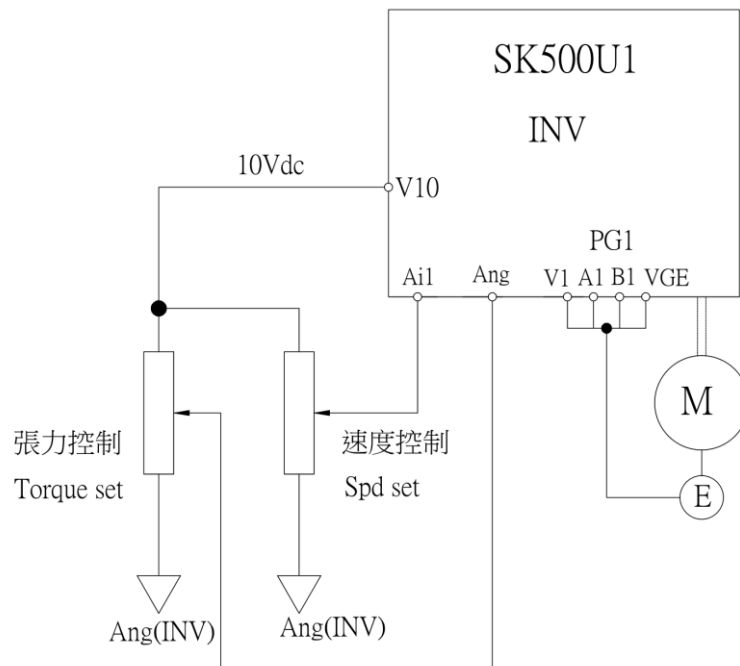 SK500U1
INV
10Vdc
V10
PG1
Ai1
Ang
V1
A1
B1
VGE
M
張力控制
Torque set
速度控制
Spd set
E
Ang(INV)
Ang(INV)